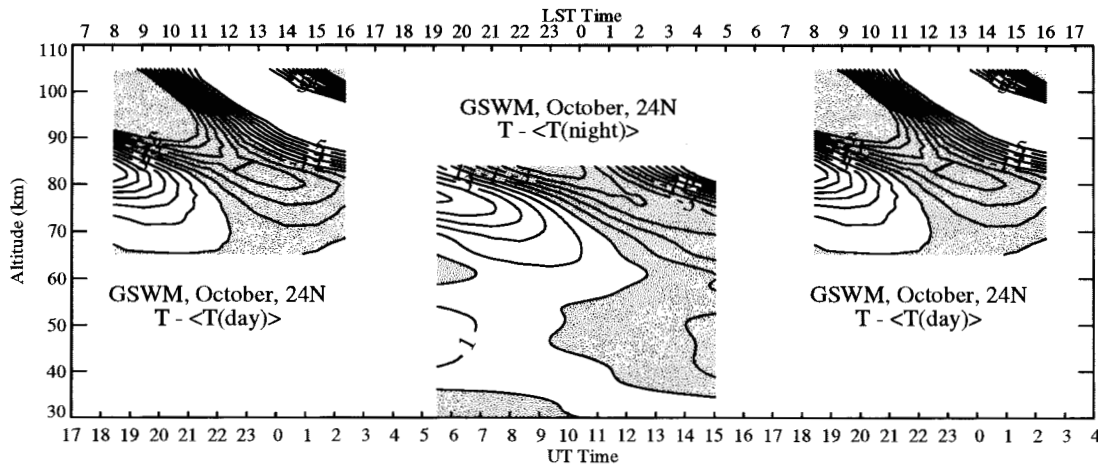 LST Time
7 8 9 10 11 12 13 14 15 16 17 18 19 20 21 22 23 0 1 2 3 4 5 6 7 8 9 10 11 12 13 14 15 16 17
110
100
90
80
70
60
50
40
30
Altitude (km)
GSWM, October, 24N
T - <T(day)>
GSWM, October, 24N
T - <T(night)>
1
GSWM, October, 24N
T - <T(day)>
17 18 19 20 21 22 23 0 1 2 3 4 5 6 7 8 9 10 11 12 13 14 15 16 17 18 19 20 21 22 23 0 1 2 3 4
UT Time